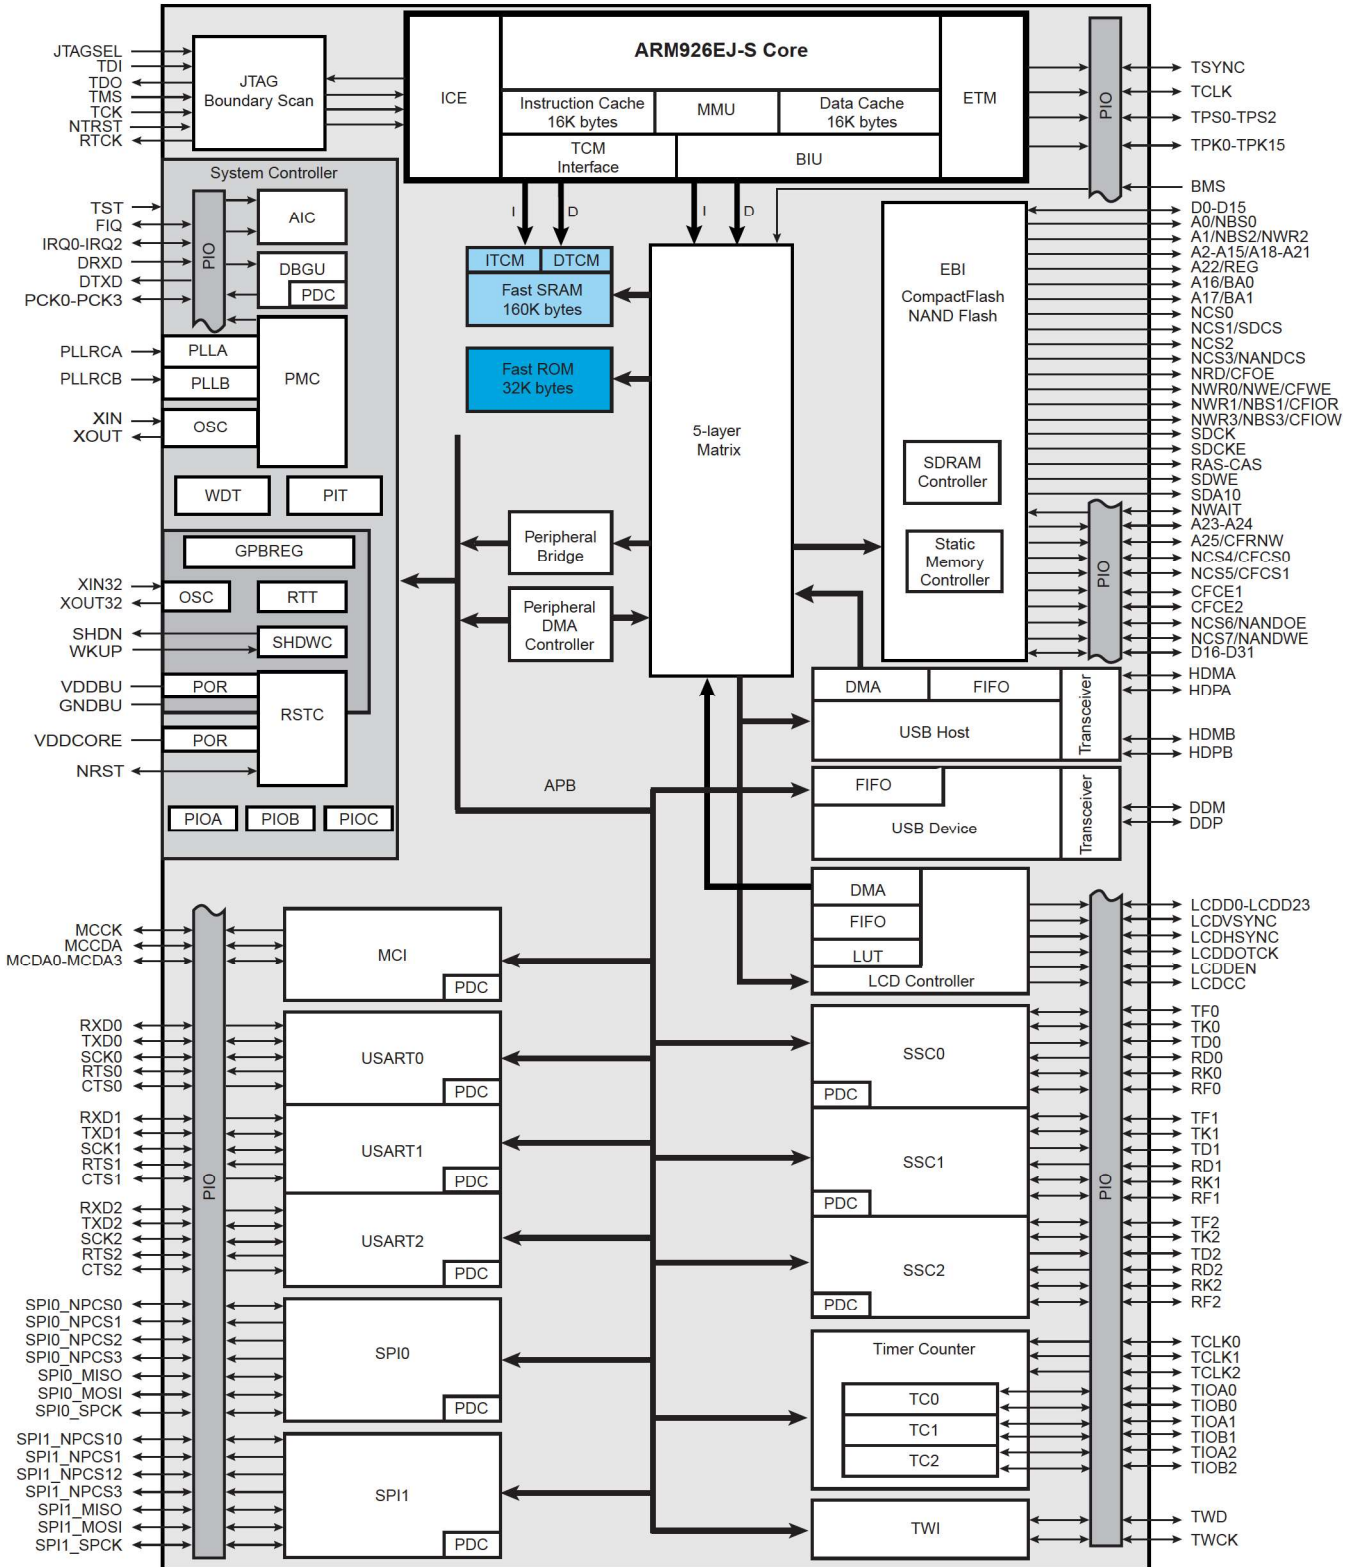 ARM926EJ-S Core
ICE
ETM
Instruction Cache
16K bytes
MMU
Data Cache
16K bytes
TCM
Interface
BIU
JTAGSEL
TDI
TDO
TMS
TCK
NTRST
RTCK
JTAG
Boundary Scan
PIO
TSYNC
TCLK
TPS0-TPS2
TPK0-TPK15
BMS
System Controller
TST
FIQ
IRQ0-IRQ2
DRXD
DTXD
PCK0-PCK3
PIO
AIC
DBGU
PDC
PLLRCA
PLLRCB
XIN
XOUT
PLLA
PLLB
OSC
PMC
WDT
PIT
GPBREG
XIN32
XOUT32
OSC
RTT
SHDN
WKUP
SHDWC
VDDBU
GNDBU
POR
RSTC
VDDCORE
POR
NRST
PIOA
PIOB
PIOC
I
D
I
D
ITCM
DTCM
Fast SRAM
160K bytes
Fast ROM
32K bytes
5-layer
Matrix
Peripheral
Bridge
Peripheral
DMA
Controller
APB
EBI
CompactFlash
NAND Flash
SDRAM
Controller
Static
Memory
Controller
D0-D15
A0/NBS0
A1/NBS2/NWR2
A2-A15/A18-A21
A22/REG
A16/BA0
A17/BA1
NCS0
NCS1/SDCS
NCS2
NCS3/NANDCS
NRD/CFOE
NWR0/NWE/CFWE
NWR1/NBS1/CFIOR
NWR3/NBS3/CFIOW
SDCK
SDCKE
RAS-CAS
SDWE
SDA10
PIO
NWAIT
A23-A24
A25/CFRNW
NCS4/CFCS0
NCS5/CFCS1
CFCE1
CFCE2
NCS6/NANDOE
NCS7/NANDWE
D16-D31
DMA
FIFO
USB Host
Transceiver
HDMA
HDPA
HDMB
HDPB
FIFO
USB Device
Transceiver
DDM
DDP
DMA
FIFO
LUT
LCD Controller
LCDD0-LCDD23
LCDVSYNC
LCDHSYNC
LCDDOTCK
LCDDEN
LCDCC
MCCK
MCCDA
MCDA0-MCDA3
MCI
PDC
RXD0
TXD0
SCK0
RTS0
CTS0
USART0
PDC
RXD1
TXD1
SCK1
RTS1
CTS1
PIO
USART1
PDC
RXD2
TXD2
SCK2
RTS2
CTS2
USART2
PDC
SPI0_NPCS0
SPI0_NPCS1
SPI0_NPCS2
SPI0_NPCS3
SPI0_MISO
SPI0_MOSI
SPI0_SPCK
SPI0
PDC
SPI1_NPCS10
SPI1_NPCS1
SPI1_NPCS12
SPI1_NPCS3
SPI1_MISO
SPI1_MOSI
SPI1_SPCK
SPI1
PDC
SSC0
PDC
TF0
TK0
TD0
RD0
RK0
RF0
SSC1
PDC
PIO
TF1
TK1
TD1
RD1
RK1
RF1
SSC2
PDC
TF2
TK2
TD2
RD2
RK2
RF2
Timer Counter
TC0
TC1
TC2
TCLK0
TCLK1
TCLK2
TIOA0
TIOB0
TIOA1
TIOB1
TIOA2
TIOB2
TWI
TWD
TWCK